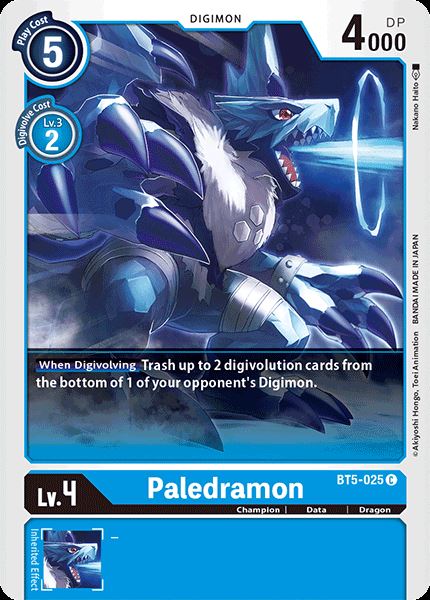 Play Cost
5
DIGIMON
DP
4000
Digivolve Cost
Lv.3
2
Nakano Haito
©Akiyoshi Hongo, Toei Animation BANDAI MADE IN JAPAN
When Digivolving Trash up to 2 digivolution cards from
the bottom of 1 of your opponent's Digimon.
Lv.4
Paledramon
BT5-025 C
Champion | Data | Dragon
Inherited Effect
–